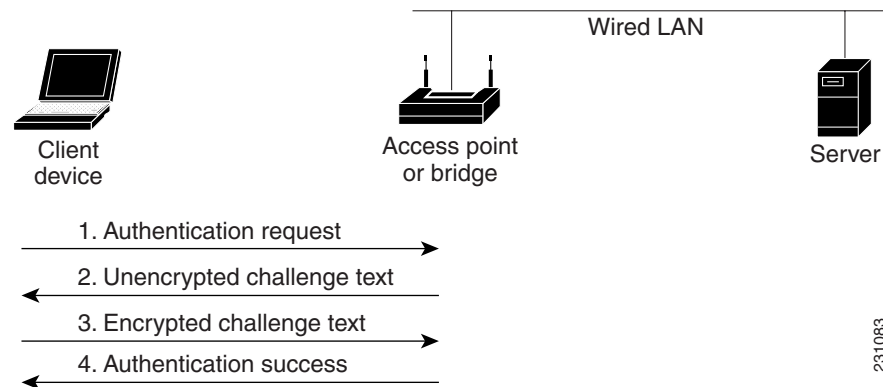 Wired LAN
Client
device
Access point
or bridge
Server
1. Authentication request
2. Unencrypted challenge text
3. Encrypted challenge text
4. Authentication success
231083